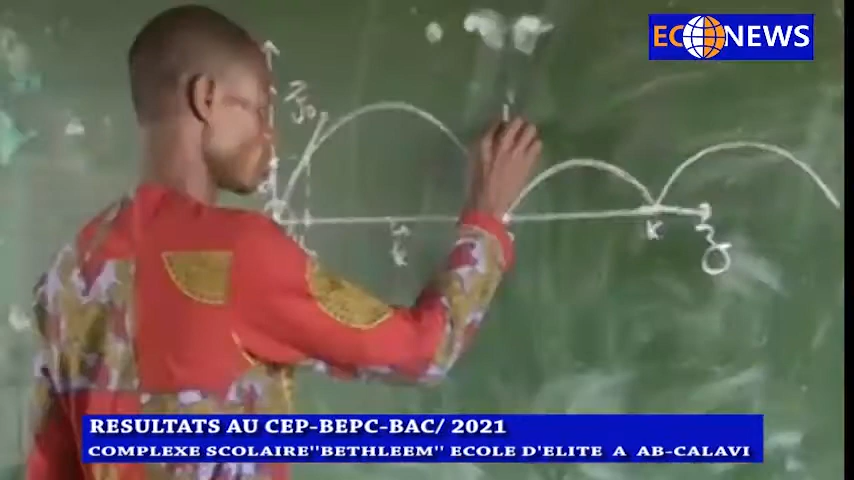 ECONEWS
K
RESULTATS AU CEP-BEPC-BAC/ 2021
COMPLEXE SCOLAIRE"BETHLEEM" ECOLE D'ELITE A AB-CALAVI